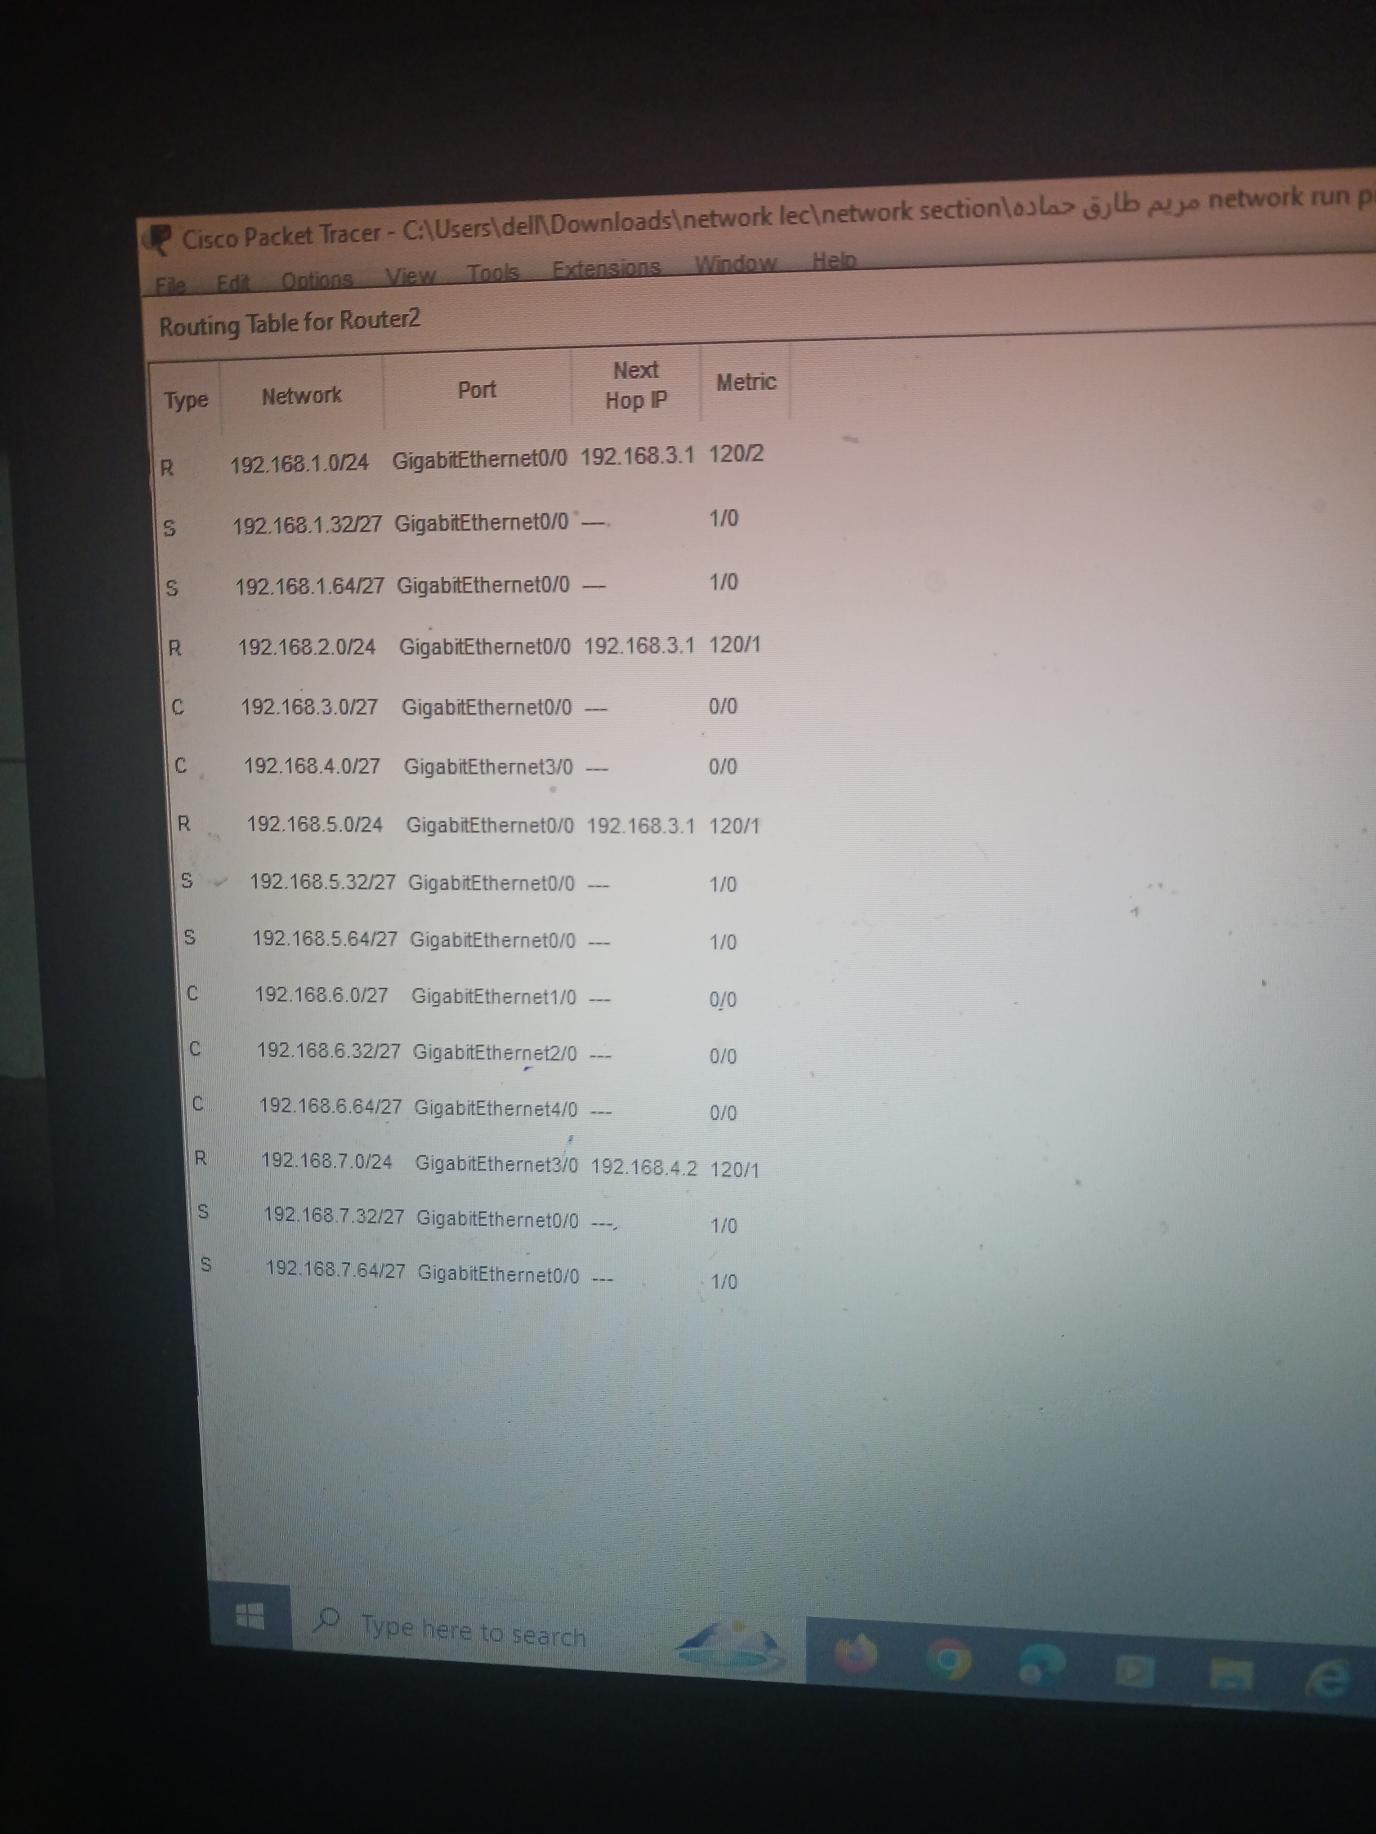 Cisco Packet Tracer - C:\Users\dell\Downloads\network lec\network section\مريم طارق حماده network run
File Edit Options View Tools Extensions Window Help
Routing Table for Router2
Type Network Port Next Hop IP Metric
R 192.168.1.0/24 GigabitEthernet0/0 192.168.3.1 120/2
S 192.168.1.32/27 GigabitEthernet0/0 --- 1/0
S 192.168.1.64/27 GigabitEthernet0/0 --- 1/0
R 192.168.2.0/24 GigabitEthernet0/0 192.168.3.1 120/1
C 192.168.3.0/27 GigabitEthernet0/0 --- 0/0
C 192.168.4.0/27 GigabitEthernet3/0 --- 0/0
R 192.168.5.0/24 GigabitEthernet0/0 192.168.3.1 120/1
S 192.168.5.32/27 GigabitEthernet0/0 --- 1/0
S 192.168.5.64/27 GigabitEthernet0/0 --- 1/0
C 192.168.6.0/27 GigabitEthernet1/0 --- 0/0
C 192.168.6.32/27 GigabitEthernet2/0 --- 0/0
C 192.168.6.64/27 GigabitEthernet4/0 --- 0/0
R 192.168.7.0/24 GigabitEthernet3/0 192.168.4.2 120/1
S 192.168.7.32/27 GigabitEthernet0/0 --- 1/0
S 192.168.7.64/27 GigabitEthernet0/0 --- 1/0
Type here to search